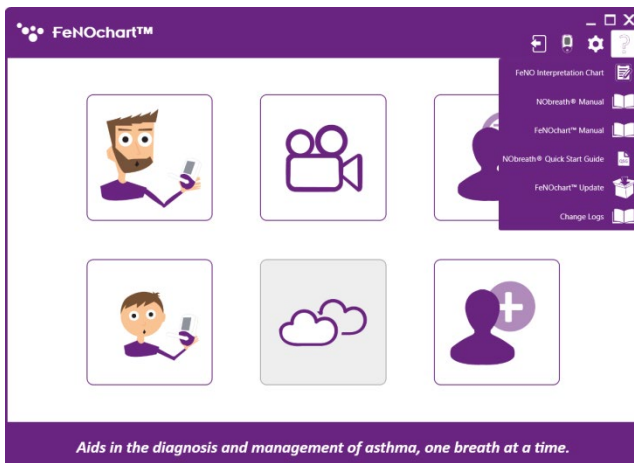 FeNOchart™
FeNO Interpretation Chart
NObreath® Manual
FeNOchart™ Manual
NObreath® Quick Start Guide
FeNOchart™ Update
Change Logs
Aids in the diagnosis and management of asthma, one breath at a time.